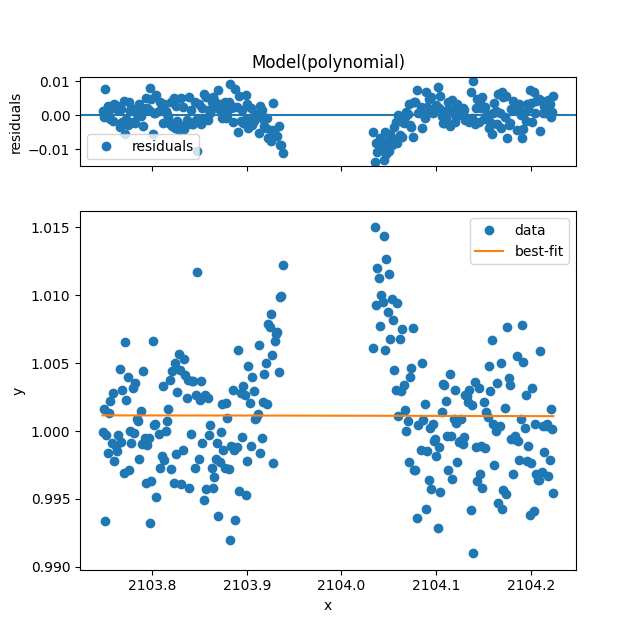 Model(polynomial)
residuals
0.01
0.00
−0.01
residuals
y
1.015
1.010
1.005
1.000
0.995
0.990
data
best-fit
2103.8 2103.9 2104.0 2104.1 2104.2
x